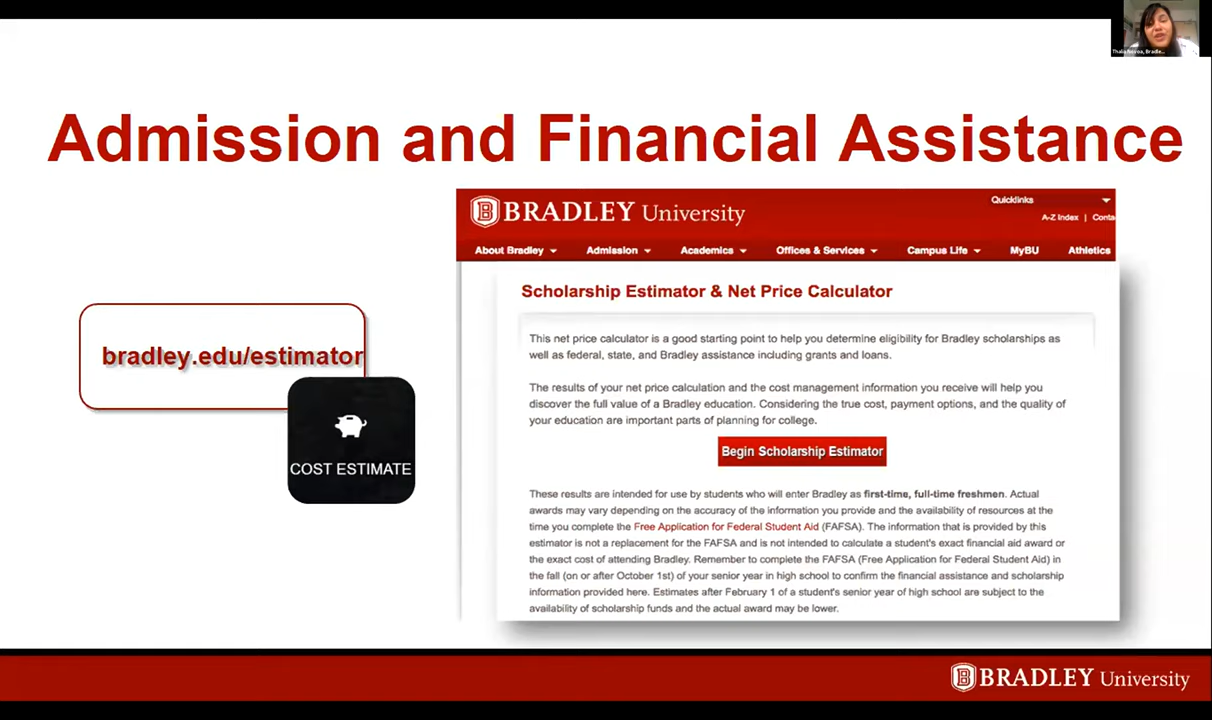 Admission and Financial Assistance
bradley.edu/estimator
COST ESTIMATE
BRADLEY University
Quicklinks
A-Z Index | Conta
About Bradley
Admission
Academics
Offices & Services
Campus Life
MyBU
Athletics
Scholarship Estimator & Net Price Calculator
This net price calculator is a good starting point to help you determine eligibility for Bradley scholarships as
well as federal, state, and Bradley assistance including grants and loans.
The results of your net price calculation and the cost management information you receive will help you
discover the full value of a Bradley education. Considering the true cost, payment options, and the quality of
your education are important parts of planning for college.
Begin Scholarship Estimator
These results are intended for use by students who will enter Bradley as first-time, full-time freshmen. Actual
awards may vary depending on the accuracy of the information you provide and the availability of resources at the
time you complete the Free Application for Federal Student Aid (FAFSA). The information that is provided by this
estimator is not a replacement for the FAFSA and is not intended to calculate a student's exact financial aid award or
the exact cost of attending Bradley. Remember to complete the FAFSA (Free Application for Federal Student Aid) in
the fall (on or after October 1st) of your senior year in high school to confirm the financial assistance and scholarship
information provided here. Estimates after February 1 of a student's senior year of high school are subject to the
availability of scholarship funds and the actual award may be lower.
BRADLEY University